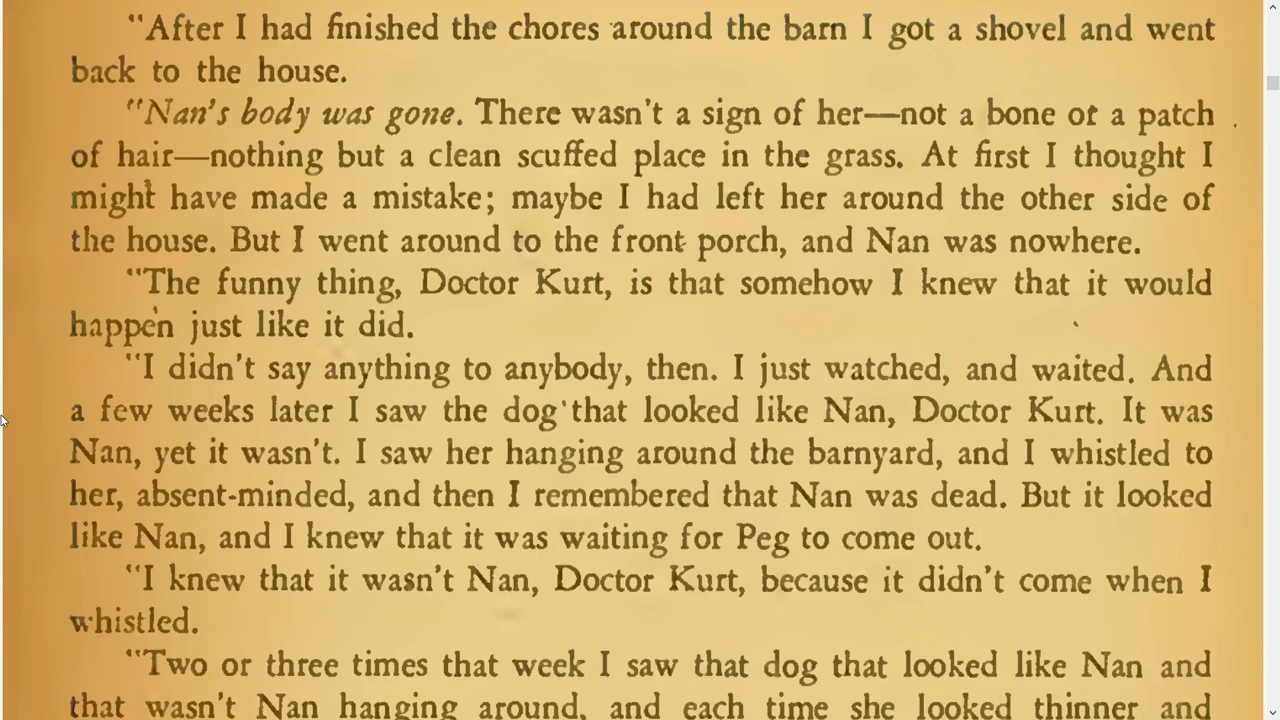 "After I had finished the chores around the barn I got a shovel and went
back to the house.
"Nan's body was gone. There wasn't a sign of her—not a bone or a patch
of hair—nothing but a clean scuffed place in the grass. At first I thought I
might have made a mistake; maybe I had left her around the other side of
the house. But I went around to the front porch, and Nan was nowhere.
"The funny thing, Doctor Kurt, is that somehow I knew that it would
happen just like it did.
"I didn't say anything to anybody, then. I just watched, and waited. And
a few weeks later I saw the dog that looked like Nan, Doctor Kurt. It was
Nan, yet it wasn't. I saw her hanging around the barnyard, and I whistled to
her, absent-minded, and then I remembered that Nan was dead. But it looked
like Nan, and I knew that it was waiting for Peg to come out.
"I knew that it wasn't Nan, Doctor Kurt, because it didn't come when I
whistled.
"Two or three times that week I saw that dog that looked like Nan and
that wasn't Nan hanging around, and each time she looked thinner and